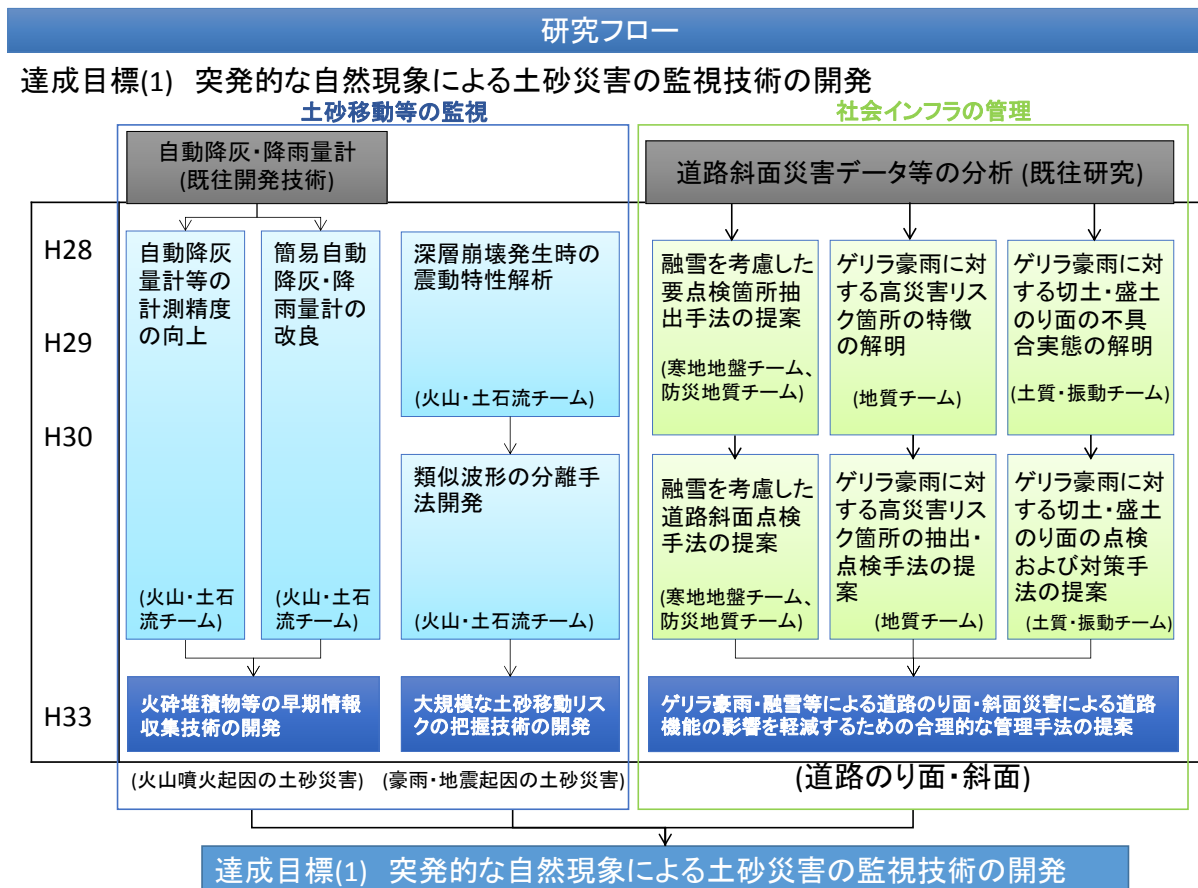 研究フロー
達成目標(1) 突発的な自然現象による土砂災害の監視技術の開発
土砂移動等の監視
社会インフラの管理
自動降灰・降雨量計
(既往開発技術)
道路斜面災害データ等の分析 (既往研究)
H28
H29
H30
H33
自動降灰
量計等の
計測精度
の向上
(火山・土石
流チーム)
簡易自動
降灰・降
雨量計の
改良
(火山・土石
流チーム)
深層崩壊発生時の
震動特性解析
(火山・土石流チーム)
類似波形の分離手
法開発
(火山・土石流チーム)
融雪を考慮した
要点検箇所抽
出手法の提案
(寒地地盤チーム、
防災地質チーム)
ゲリラ豪雨に対
する高災害リス
ク箇所の特徴
の解明
(地質チーム)
ゲリラ豪雨に対
する切土・盛土
のり面の不具
合実態の解明
(土質・振動チーム)
融雪を考慮した
道路斜面点検
手法の提案
(寒地地盤チーム、
防災地質チーム)
ゲリラ豪雨に対
する高災害リス
ク箇所の抽出・
点検手法の提
案
(地質チーム)
ゲリラ豪雨に対
する切土・盛土
のり面の点検
および対策手
法の提案
(土質・振動チーム)
火砕堆積物等の早期情報
収集技術の開発
大規模な土砂移動リス
クの把握技術の開発
ゲリラ豪雨・融雪等による道路のり面・斜面災害による道路
機能の影響を軽減するための合理的な管理手法の提案
(火山噴火起因の土砂災害)
(豪雨・地震起因の土砂災害)
(道路のり面・斜面)
達成目標(1) 突発的な自然現象による土砂災害の監視技術の開発